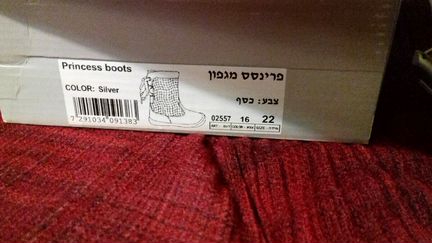 Princess boots
פרינסס מגפון
COLOR: Silver
צבע: כסף
7 291034 091383
02557 16 22